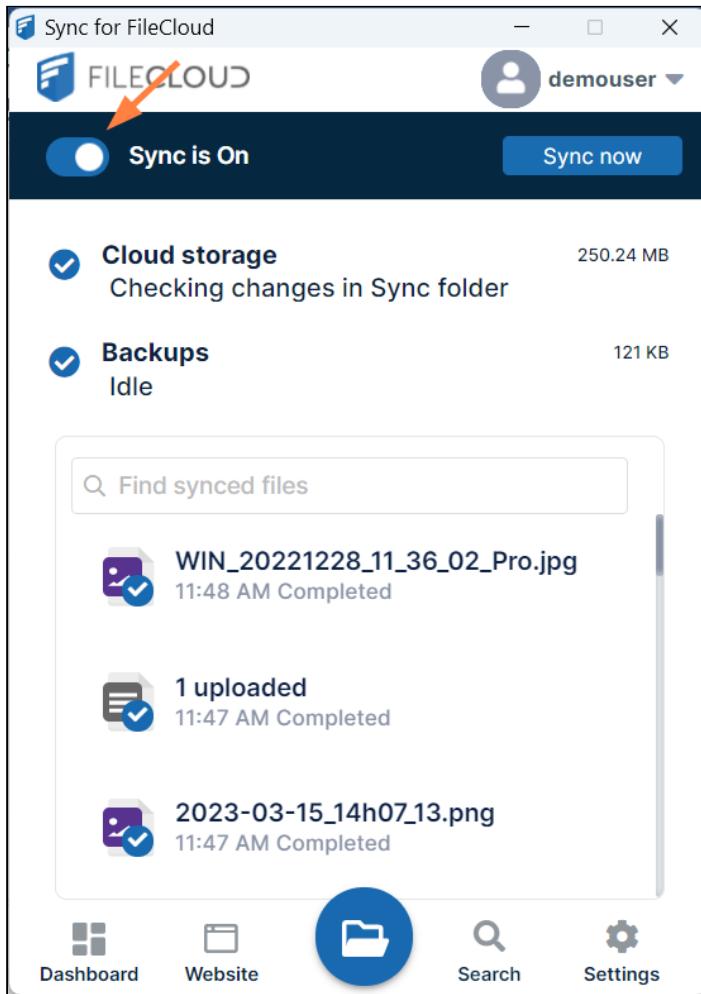 Sync for FileCloud
FILECLOUD
demouser
Sync is On
Sync now
Cloud storage
250.24 MB
Checking changes in Sync folder
Backups
121 KB
Idle
Find synced files
WIN_20221228_11_36_02_Pro.jpg
11:48 AM Completed
1 uploaded
11:47 AM Completed
2023-03-15_14h07_13.png
11:47 AM Completed
Dashboard
Website
Search
Settings